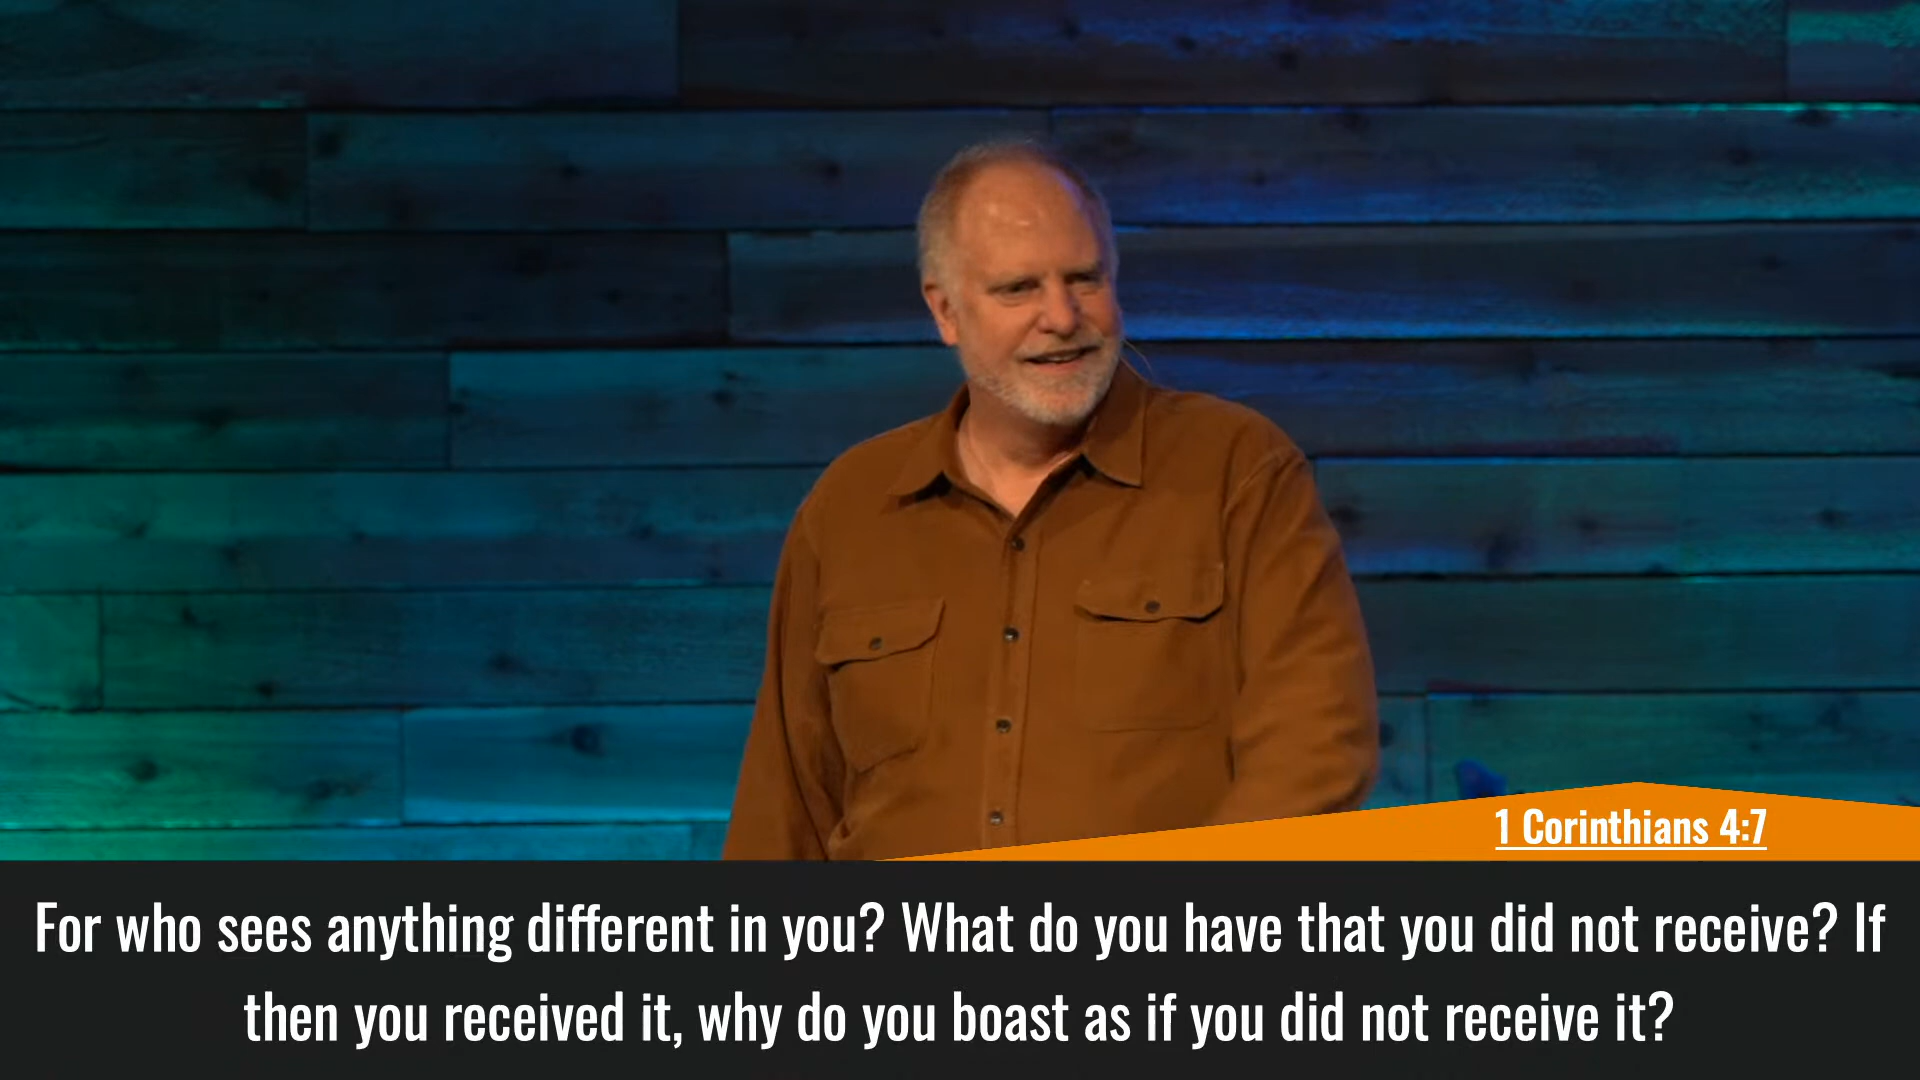 1 Corinthians 4:7
For who sees anything different in you? What do you have that you did not receive? If
then you received it, why do you boast as if you did not receive it?